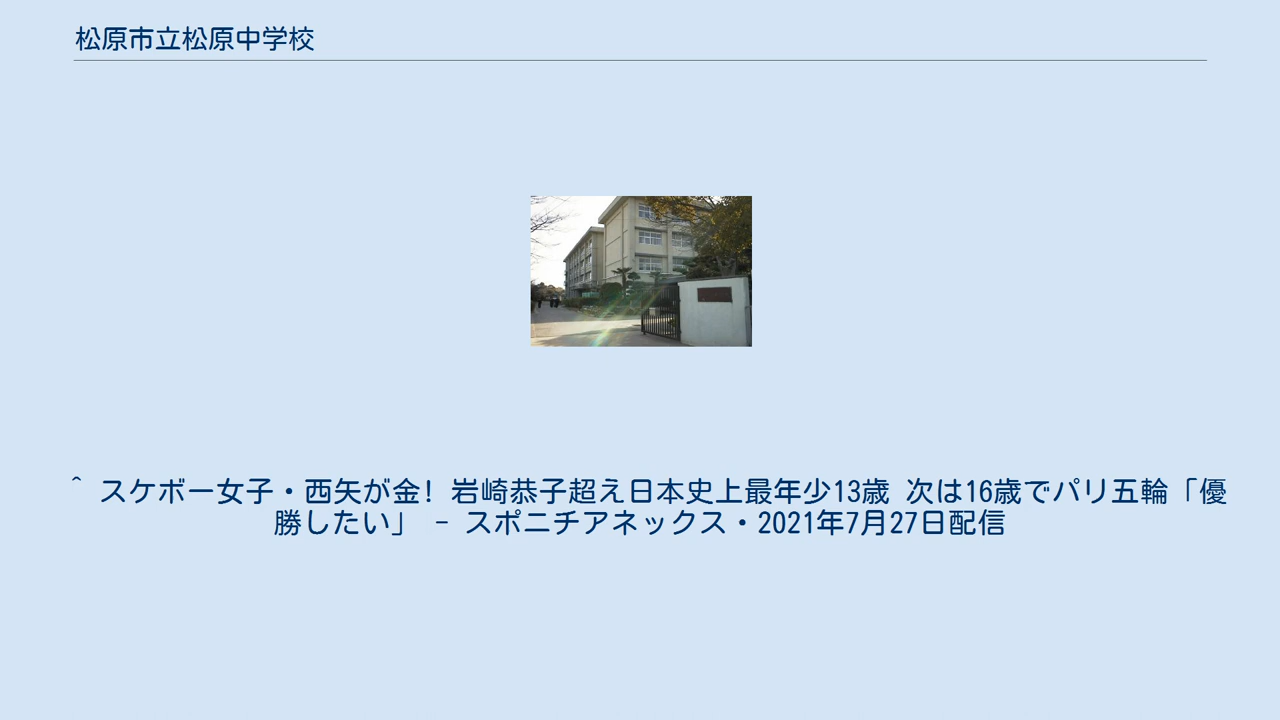 松原市立松原中学校
^ スケボー女子・西矢が金! 岩崎恭子超え日本史上最年少13歳 次は16歳でパリ五輪「優
勝したい」 - スポニチアネックス・2021年7月27日配信